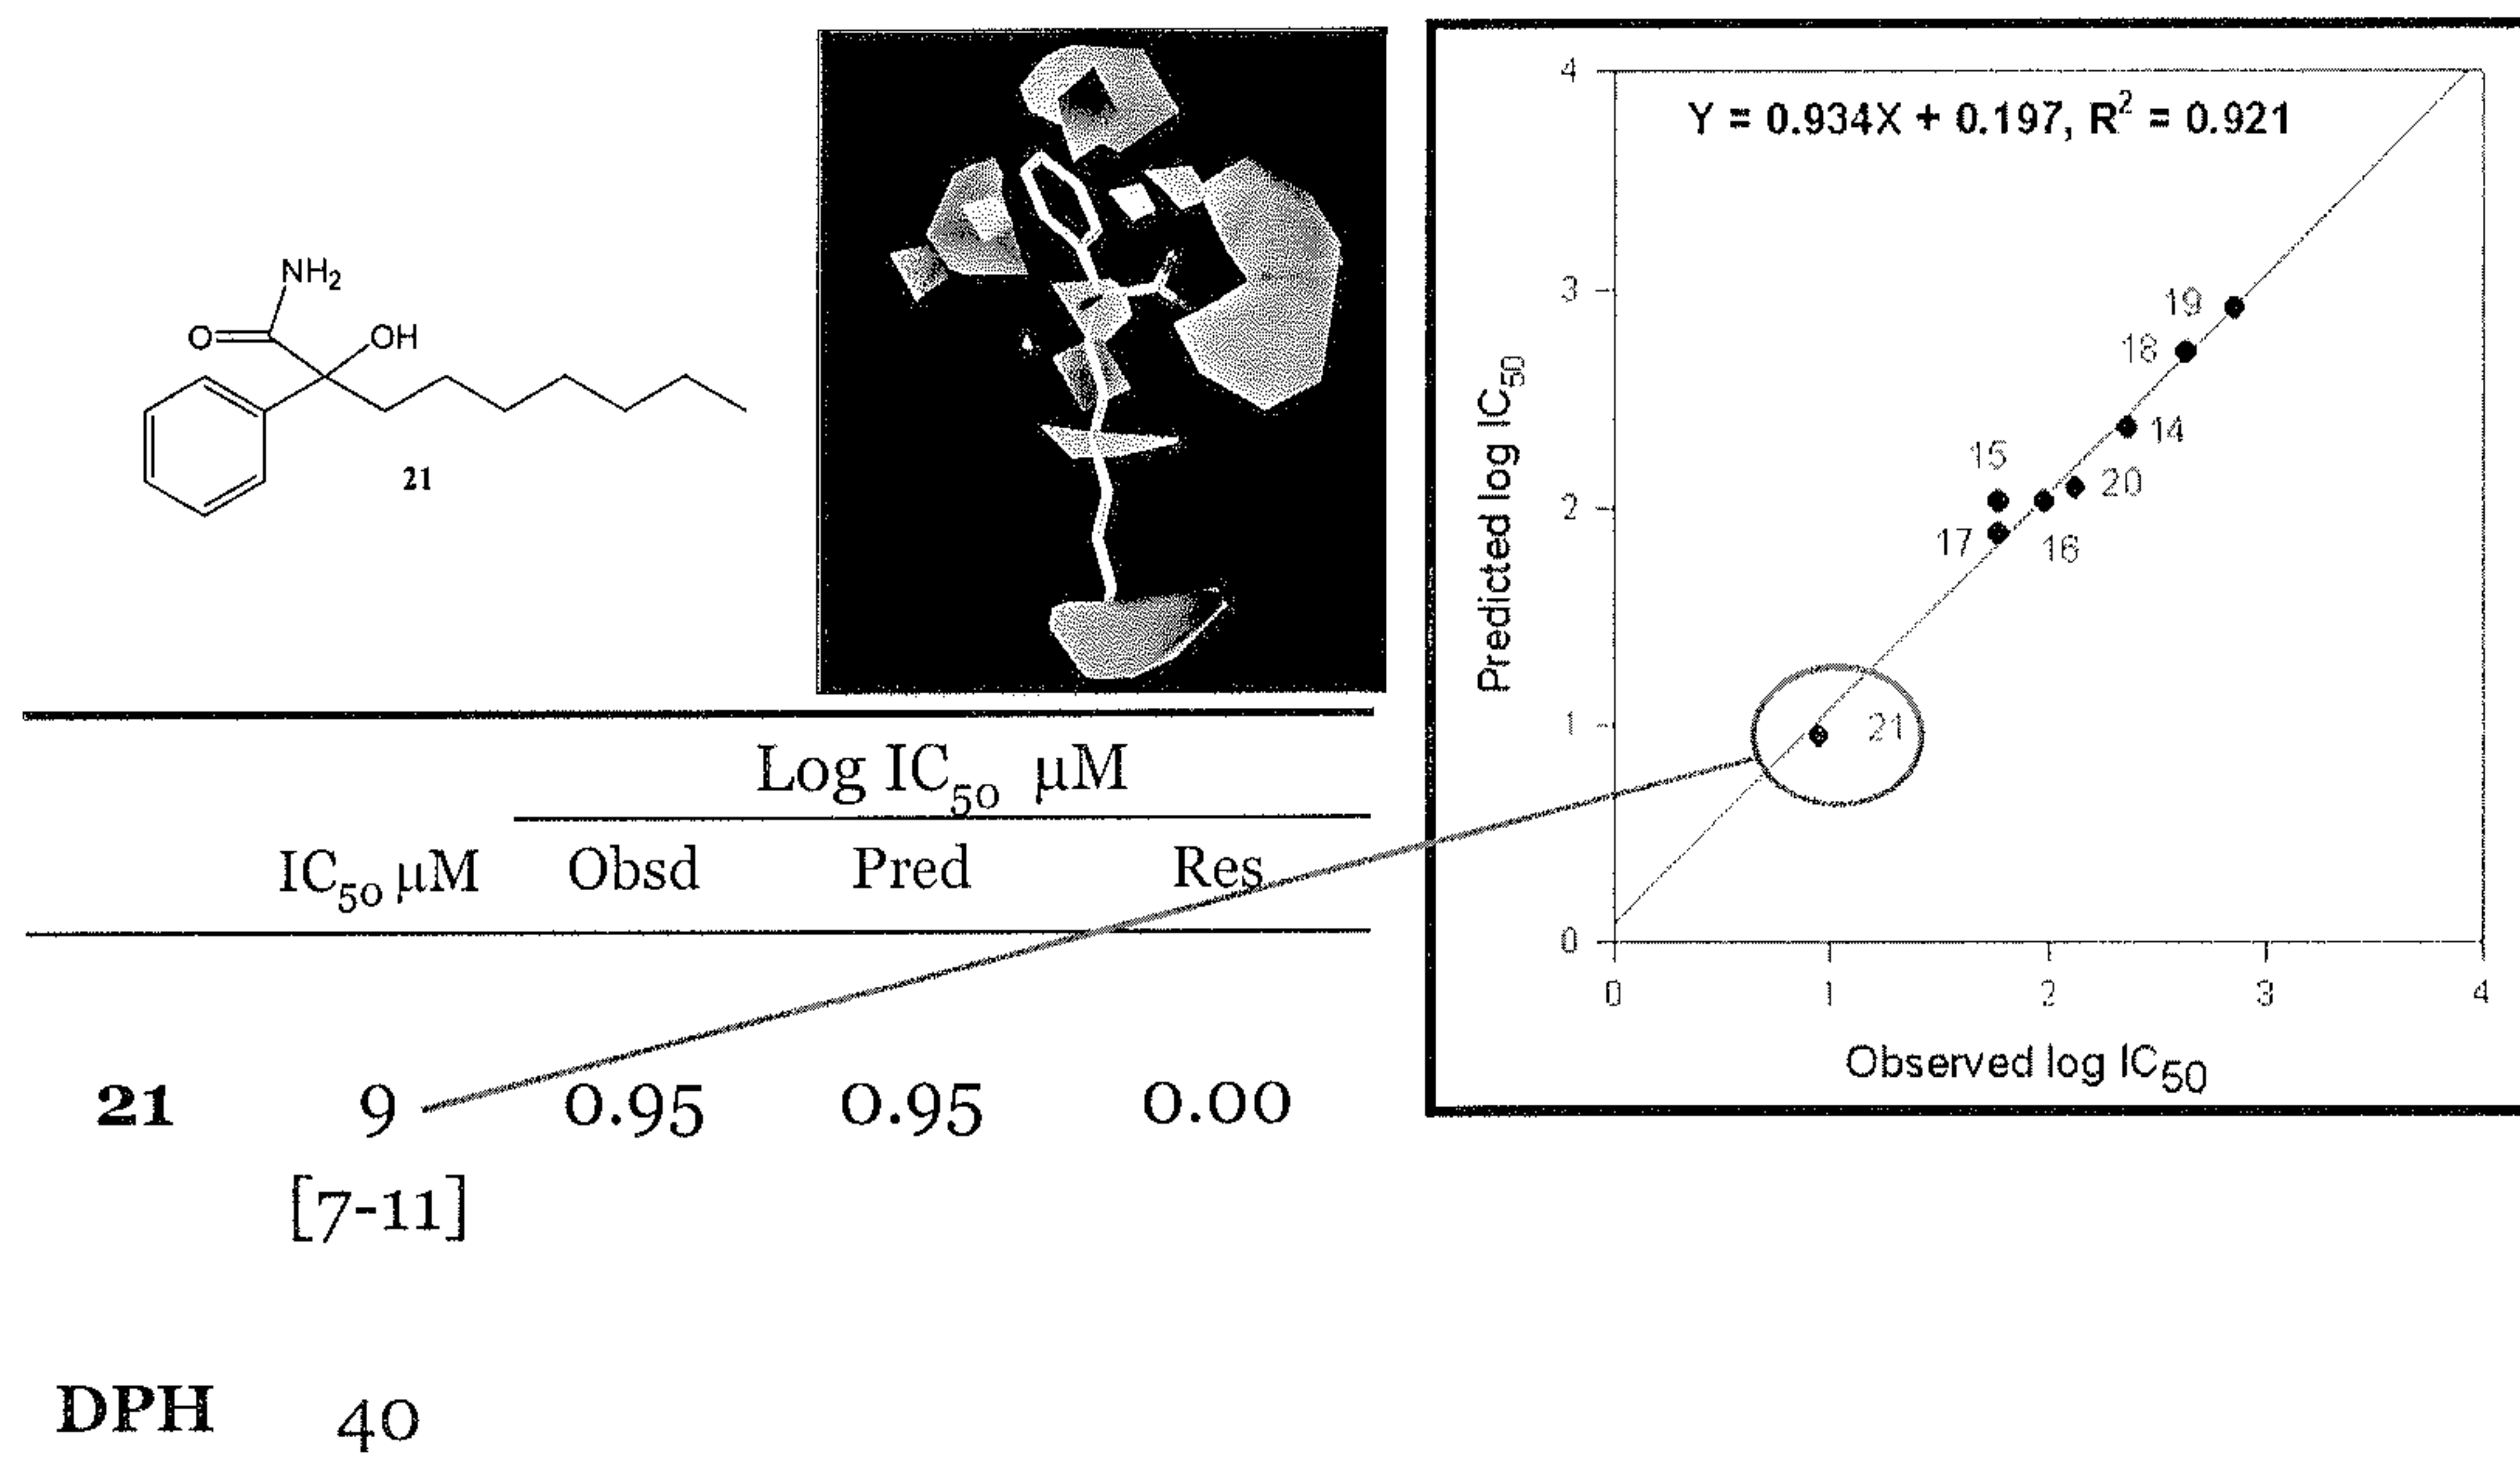 NH2
O
OH
21
Y = 0.934X + 0.197, R2 = 0.921
Predicted log IC50
4
3
2
1
0
19
18
14
15
20
17
16
21
0 1 2 3 4
Observed log IC50
Log IC50 µM
IC50 µM Obsd Pred Res
21 9 0.95 0.95 0.00
[7-11]
DPH 40